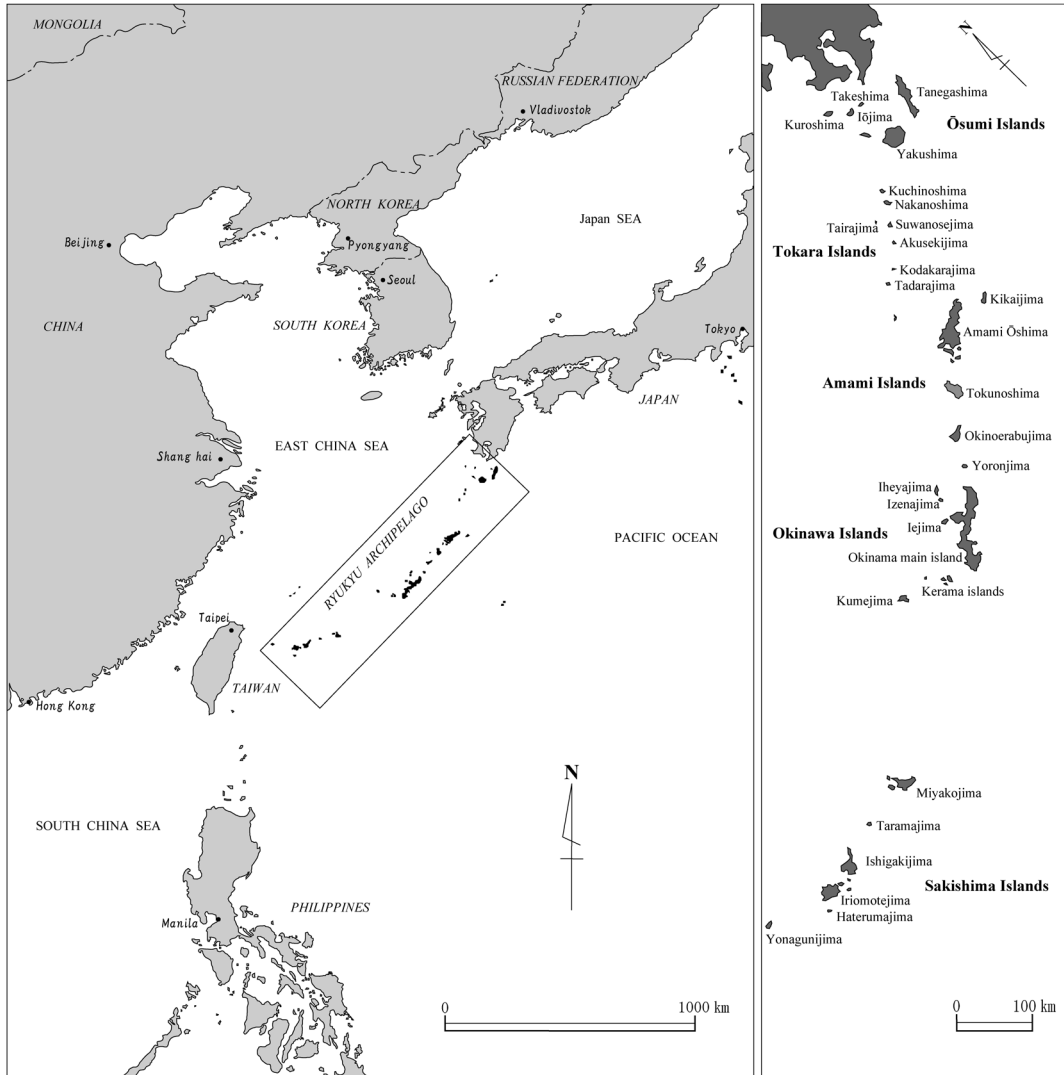 MONGOLIA
RUSSIAN FEDERATION
Vladivostok
NORTH KOREA
Japan SEA
Beijing
Pyongyang
Seoul
CHINA
SOUTH KOREA
Tokyo
JAPAN
EAST CHINA SEA
Shang hai
RYUKYU ARCHIPELAGO
PACIFIC OCEAN
Taipei
TAIWAN
Hong Kong
N
SOUTH CHINA SEA
PHILIPPINES
Manila
0 1000 km
N
Takeshima
Tanegashima
Kuroshima
Iōjima
Ōsumi Islands
Yakushima
Kuchinoshima
Nakanoshima
Tairajima
Suwanosejima
Akusekijima
Tokara Islands
Kodakarajima
Tadarajima
Kikaijima
Amami Ōshima
Amami Islands
Tokunoshima
Okinoerabujima
Yoronjima
Iheyajima
Izenajima
Iejima
Okinawa Islands
Okinama main island
Kerama islands
Kumejima
Miyakojima
Taramajima
Ishigakijima
Sakishima Islands
Iriomotejima
Haterumajima
Yonagunijima
0 100 km